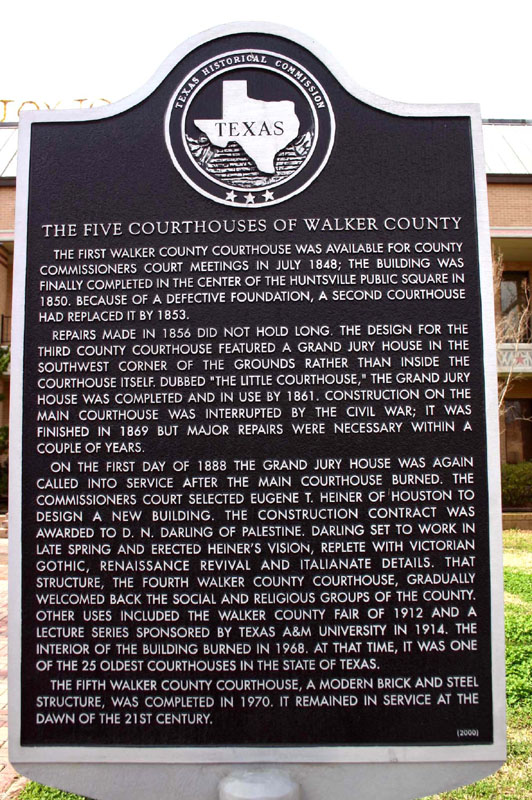 TEXAS HISTORICAL COMMISSION
TEXAS
THE FIVE COURTHOUSES OF WALKER COUNTY
THE FIRST WALKER COUNTY COURTHOUSE WAS AVAILABLE FOR COUNTY
COMMISSIONERS COURT MEETINGS IN JULY 1848; THE BUILDING WAS
FINALLY COMPLETED IN THE CENTER OF THE HUNTSVILLE PUBLIC SQUARE IN
1850. BECAUSE OF A DEFECTIVE FOUNDATION, A SECOND COURTHOUSE
HAD REPLACED IT BY 1853.
REPAIRS MADE IN 1856 DID NOT HOLD LONG. THE DESIGN FOR THE
THIRD COUNTY COURTHOUSE FEATURED A GRAND JURY HOUSE IN THE
SOUTHWEST CORNER OF THE GROUNDS RATHER THAN INSIDE THE
COURTHOUSE ITSELF. DUBBED "THE LITTLE COURTHOUSE," THE GRAND JURY
HOUSE WAS COMPLETED AND IN USE BY 1861. CONSTRUCTION ON THE
MAIN COURTHOUSE WAS INTERRUPTED BY THE CIVIL WAR; IT WAS
FINISHED IN 1869 BUT MAJOR REPAIRS WERE NECESSARY WITHIN A
COUPLE OF YEARS.
ON THE FIRST DAY OF 1888 THE GRAND JURY HOUSE WAS AGAIN
CALLED INTO SERVICE AFTER THE MAIN COURTHOUSE BURNED. THE
COMMISSIONERS COURT SELECTED EUGENE T. HEINER OF HOUSTON TO
DESIGN A NEW BUILDING. THE CONSTRUCTION CONTRACT WAS
AWARDED TO D. N. DARLING OF PALESTINE. DARLING SET TO WORK IN
LATE SPRING AND ERECTED HEINER'S VISION, REPLETE WITH VICTORIAN
GOTHIC, RENAISSANCE REVIVAL AND ITALIANATE DETAILS. THAT
STRUCTURE, THE FOURTH WALKER COUNTY COURTHOUSE, GRADUALLY
WELCOMED BACK THE SOCIAL AND RELIGIOUS GROUPS OF THE COUNTY.
OTHER USES INCLUDED THE WALKER COUNTY FAIR OF 1912 AND A
LECTURE SERIES SPONSORED BY TEXAS A&M UNIVERSITY IN 1914. THE
INTERIOR OF THE BUILDING BURNED IN 1968. AT THAT TIME, IT WAS ONE
OF THE 25 OLDEST COURTHOUSES IN THE STATE OF TEXAS.
THE FIFTH WALKER COUNTY COURTHOUSE, A MODERN BRICK AND STEEL
STRUCTURE, WAS COMPLETED IN 1970. IT REMAINED IN SERVICE AT THE
DAWN OF THE 21ST CENTURY.
(2000)